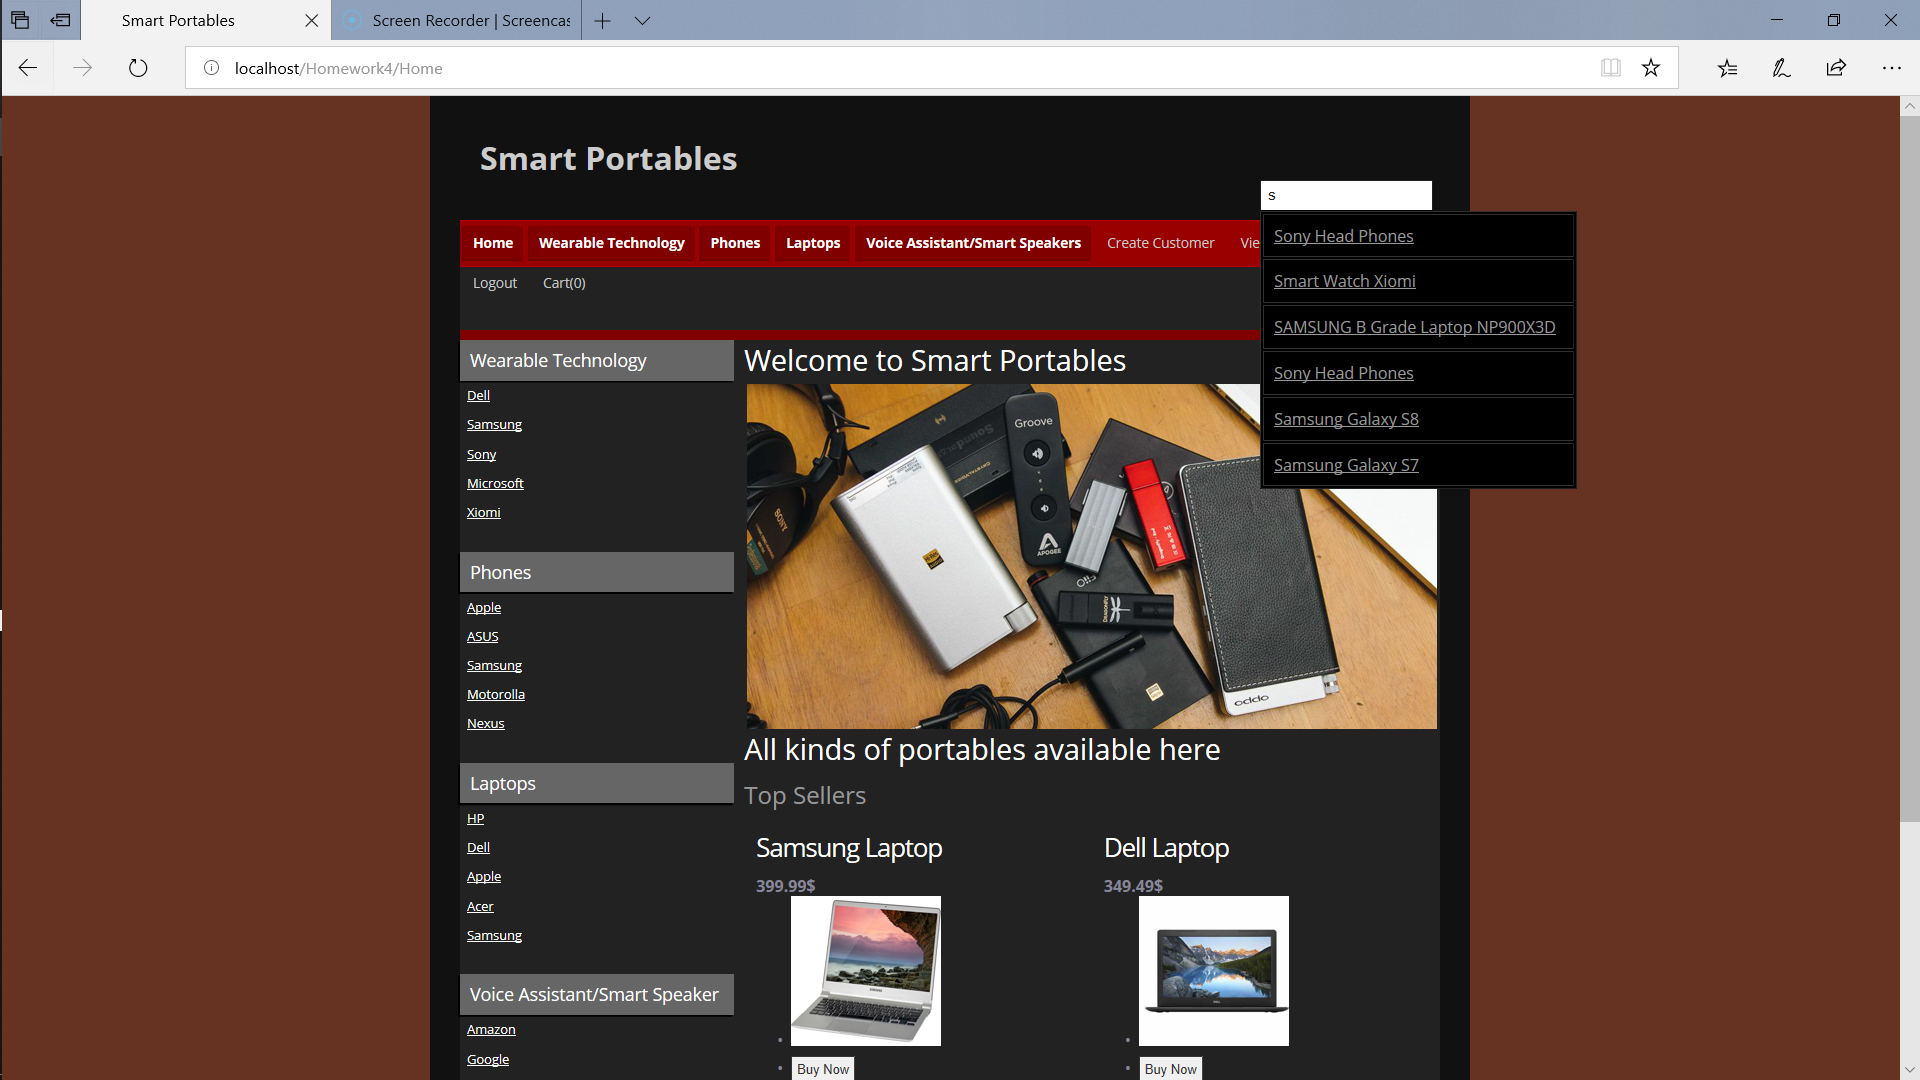 Smart Portables
Screen Recorder | Screencas
localhost/Homework4/Home
Smart Portables
s
Home Wearable Technology Phones Laptops Voice Assistant/Smart Speakers Create Customer Vie
Logout Cart(0)
Sony Head Phones
Smart Watch Xiomi
SAMSUNG B Grade Laptop NP900X3D
Sony Head Phones
Samsung Galaxy S8
Samsung Galaxy S7
Wearable Technology
Dell
Samsung
Sony
Microsoft
Xiomi
Phones
Apple
ASUS
Samsung
Motorolla
Nexus
Laptops
HP
Dell
Apple
Acer
Samsung
Voice Assistant/Smart Speaker
Amazon
Google
Welcome to Smart Portables
Groove
APOGEE
SONY
FiiO
oppo
All kinds of portables available here
Top Sellers
Samsung Laptop
399.99$
Buy Now
Dell Laptop
349.49$
Buy Now